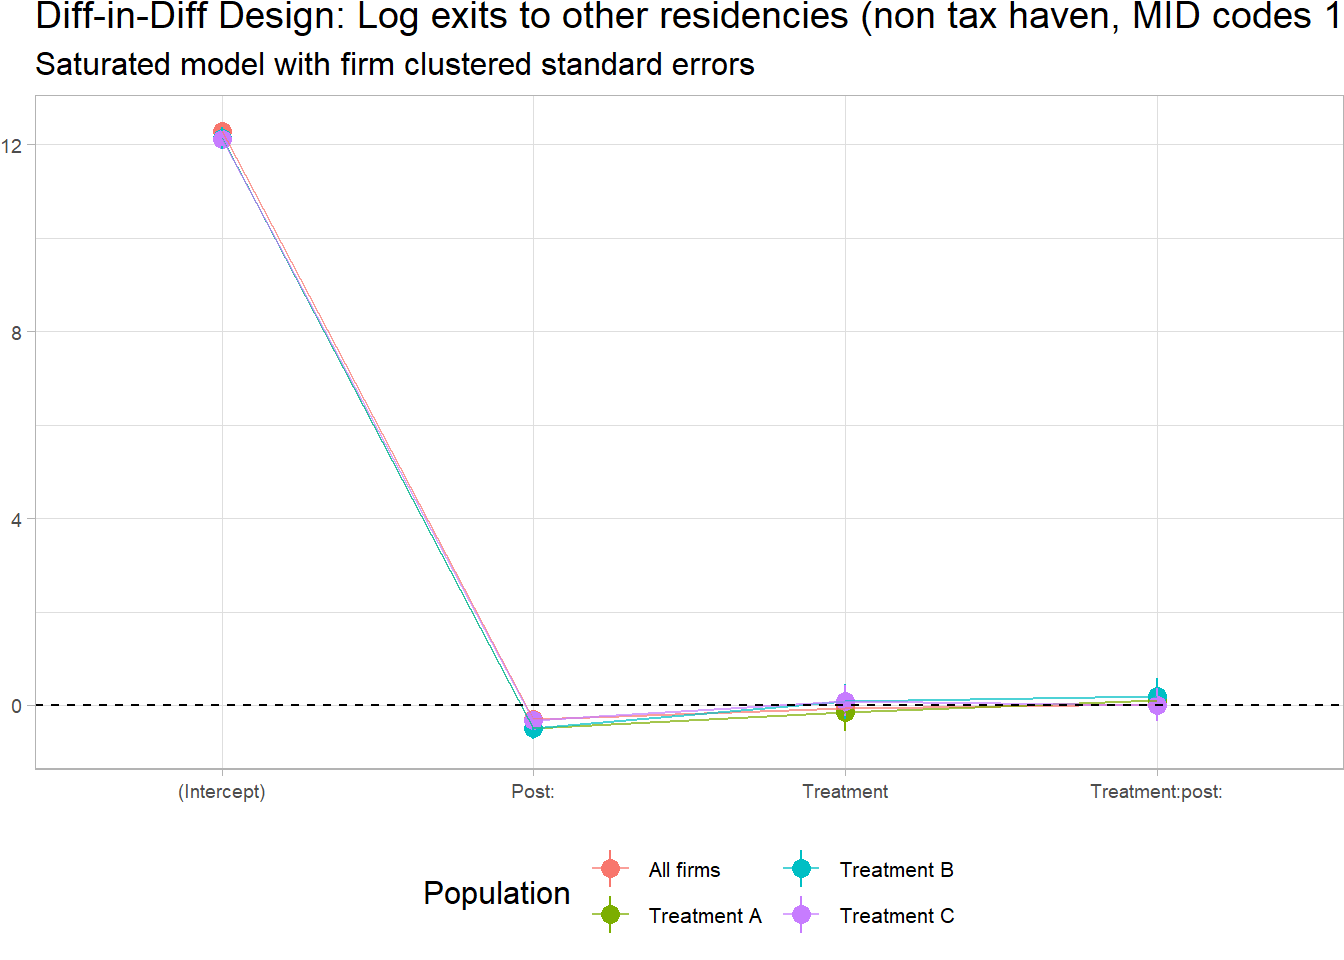 Diff-in-Diff Design: Log exits to other residencies (non tax haven, MID codes 1
Saturated model with firm clustered standard errors
12
8
4
0
(Intercept)
Post:
Treatment
Treatment:post:
Population
All firms
Treatment B
Treatment A
Treatment C